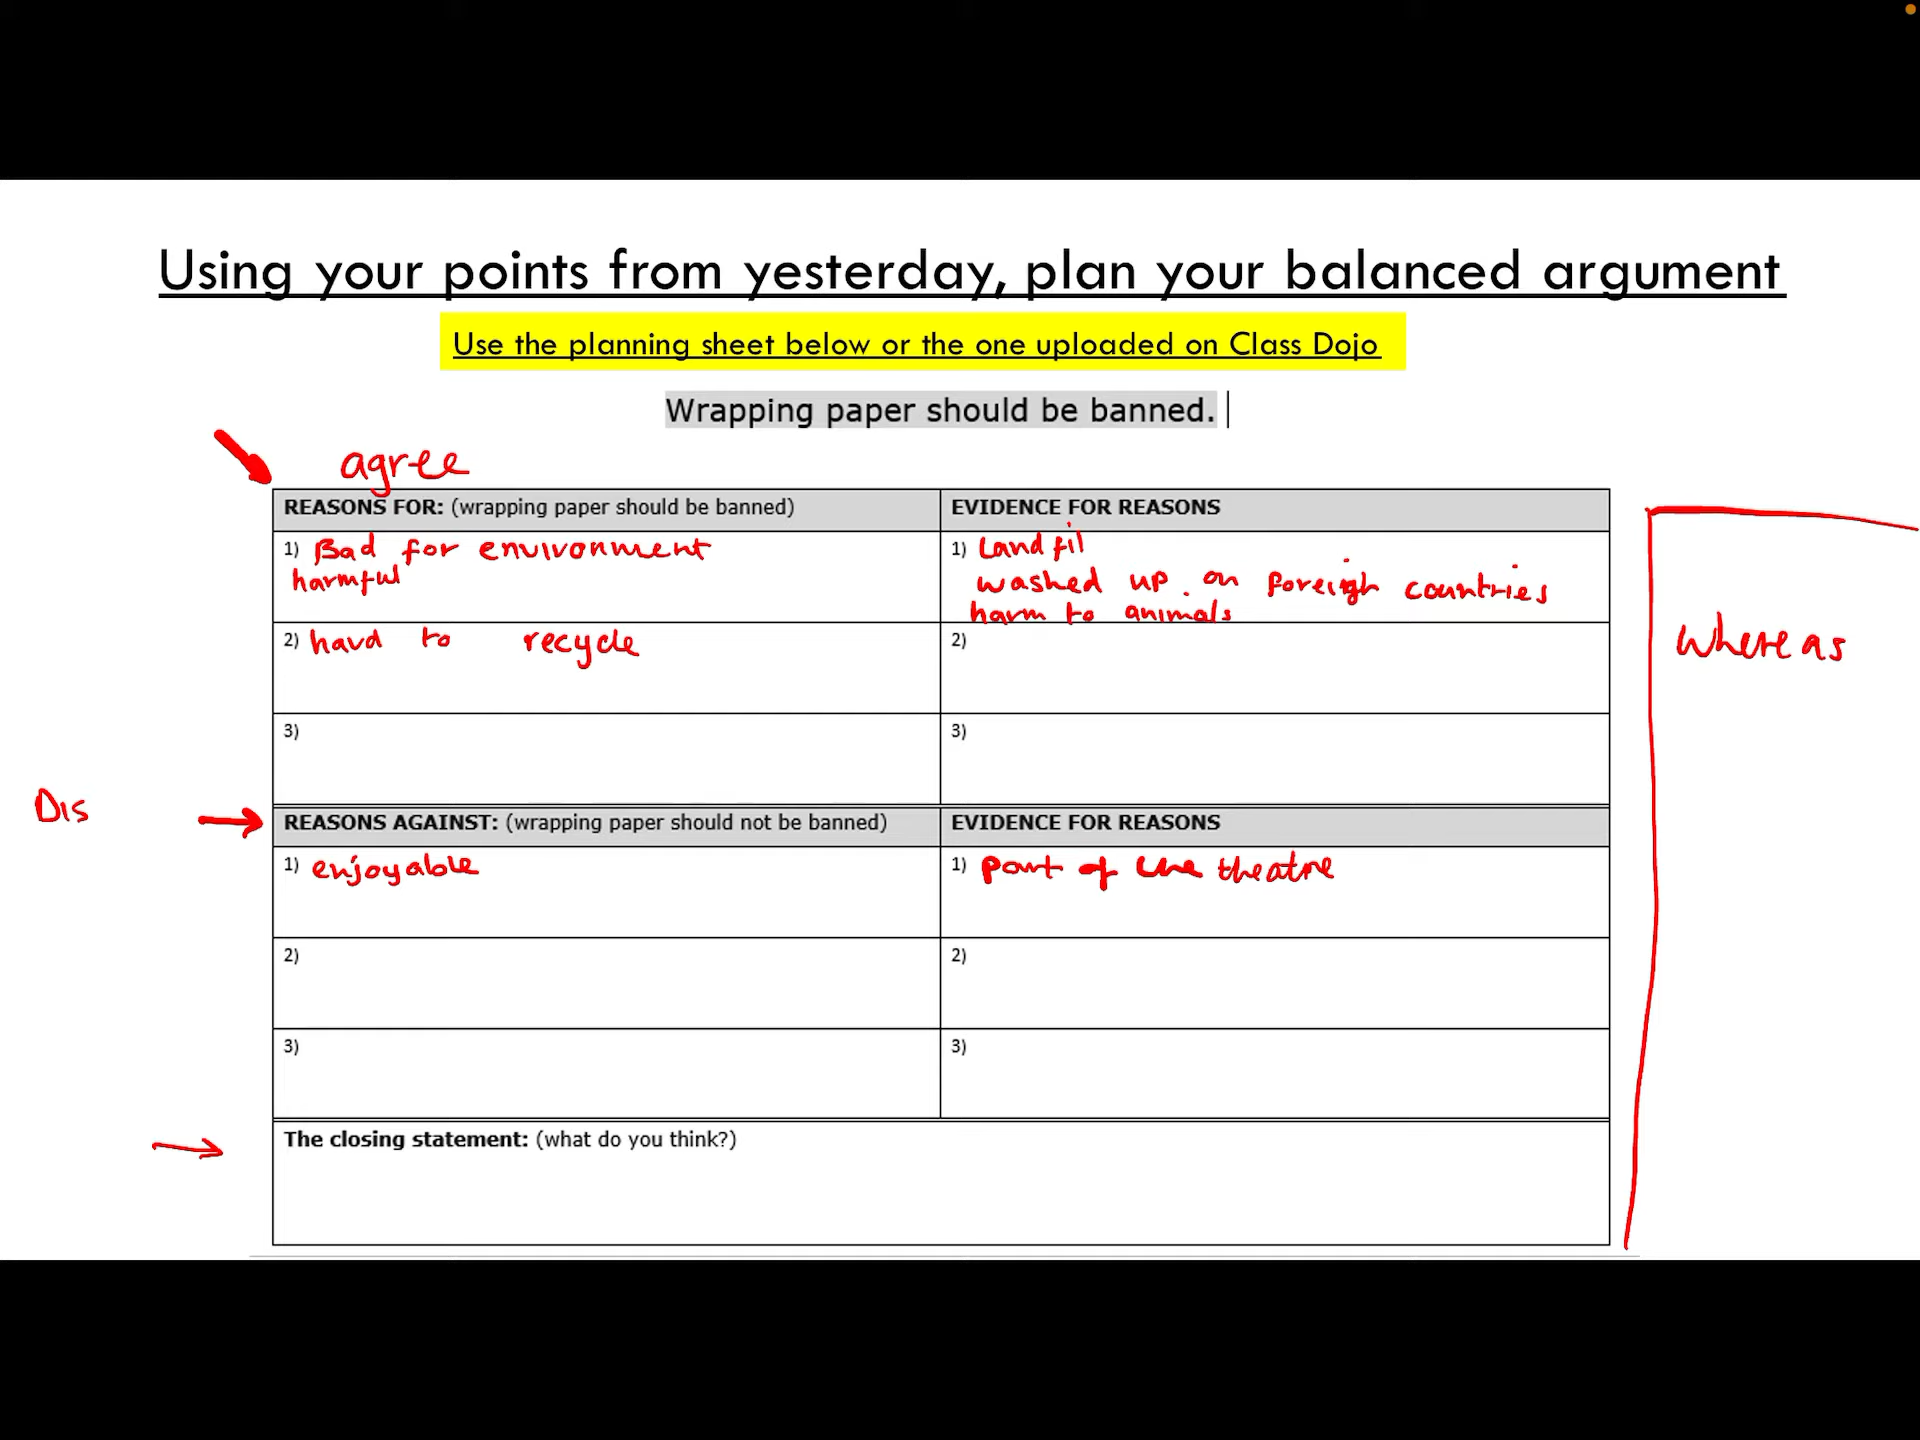 Using your points from yesterday, plan your balanced argument
Use the planning sheet below or the one uploaded on Class Dojo
Wrapping paper should be banned.
agree
REASONS FOR: (wrapping paper should be banned)
EVIDENCE FOR REASONS
1) Bad for environment
harmful
1) Landfil
washed up on foreigh countries
harm to animals
2) hard to recycle
2)
Whereas
3)
3)
Dis
REASONS AGAINST: (wrapping paper should not be banned)
EVIDENCE FOR REASONS
1) enjoyable
1) part of the theatre
2)
2)
3)
3)
The closing statement: (what do you think?)